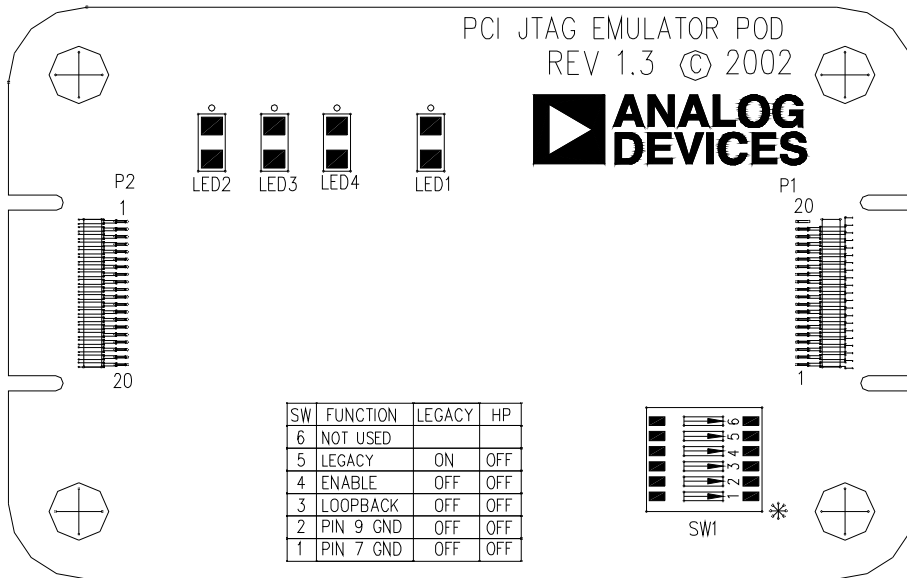 PCI JTAG EMULATOR POD
REV 1.3 © 2002
ANALOG
DEVICES
LED2 LED3 LED4 LED1
P2
1
20
P1
20
1
SW FUNCTION LEGACY HP
6 NOT USED
5 LEGACY ON OFF
4 ENABLE OFF OFF
3 LOOPBACK OFF OFF
2 PIN 9 GND OFF OFF
1 PIN 7 GND OFF OFF
1 2 3 4 5 6
SW1